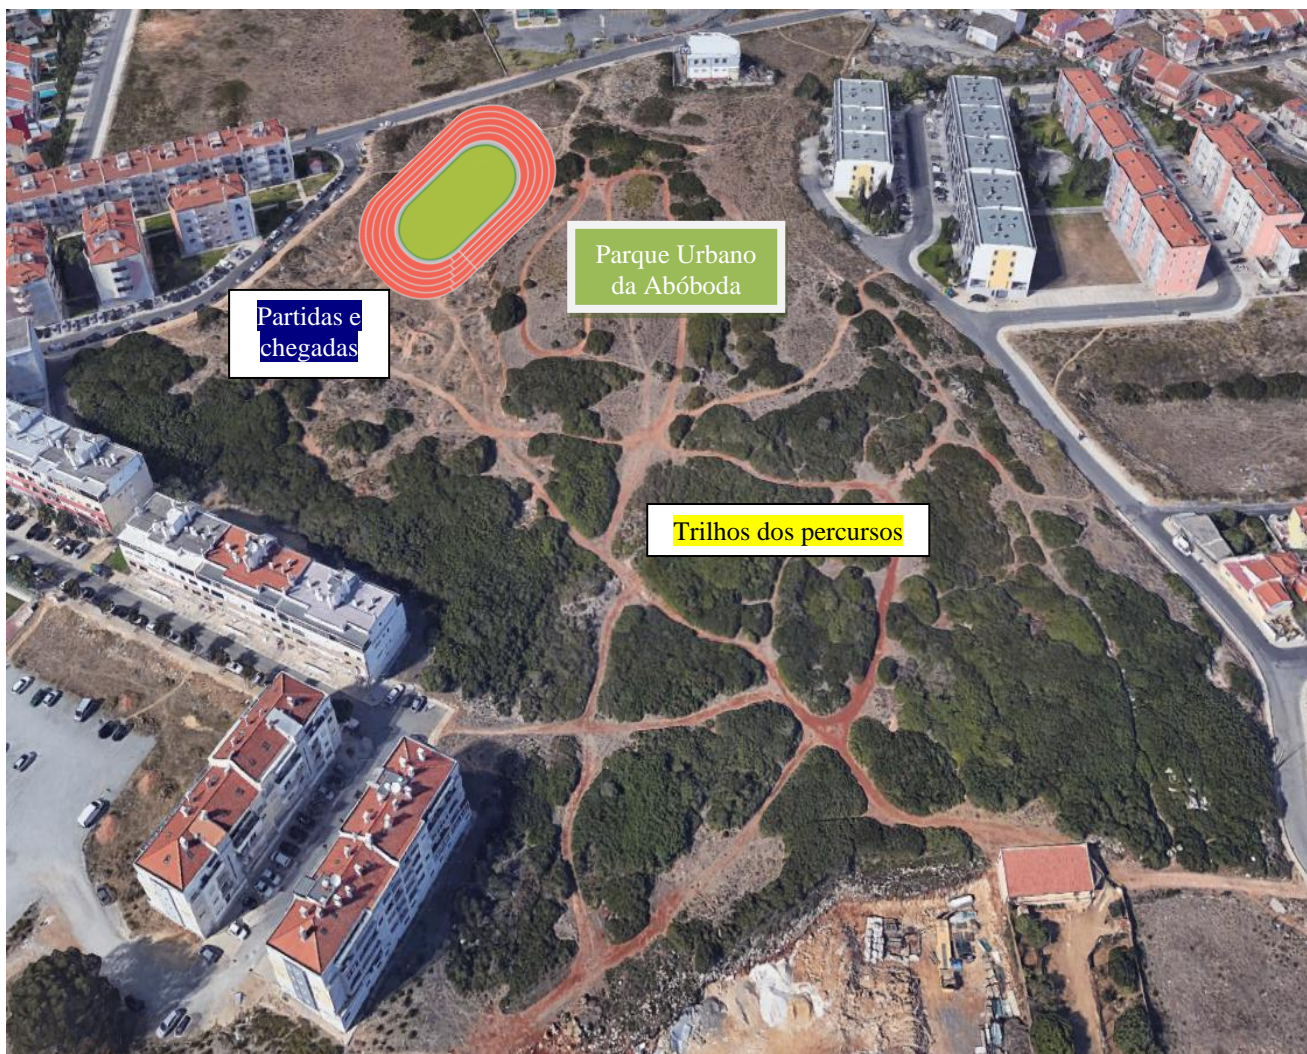 Parque Urbano
da Abóboda
Partidas e
chegadas
Trilhos dos percursos